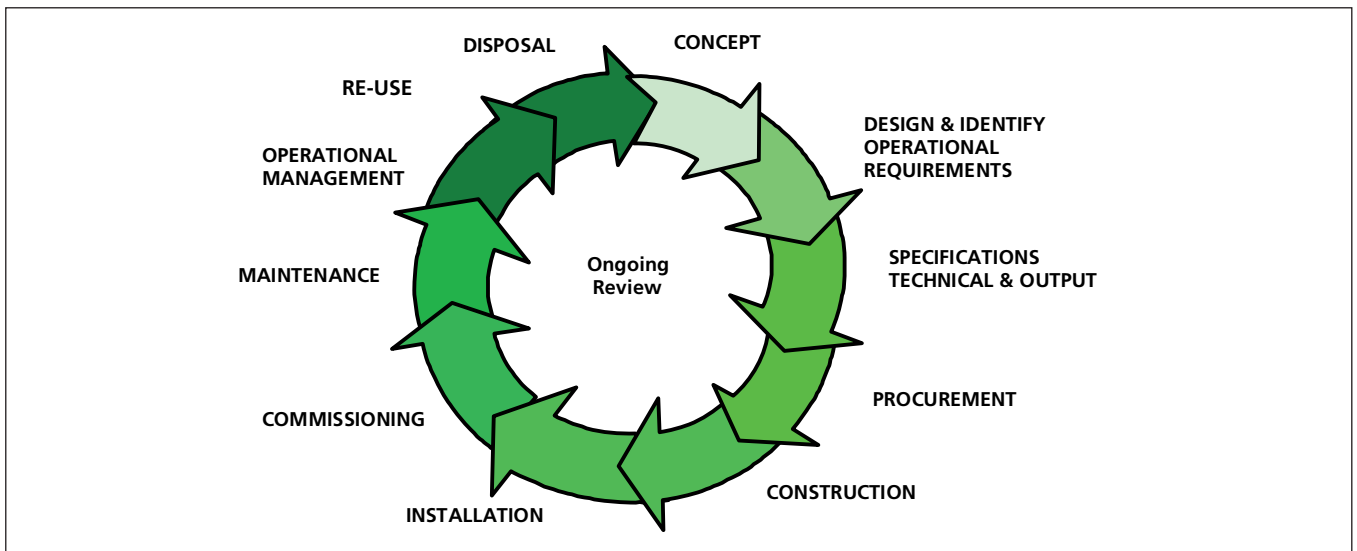 CONCEPT
DESIGN & IDENTIFY
OPERATIONAL
REQUIREMENTS
SPECIFICATIONS
TECHNICAL & OUTPUT
PROCUREMENT
CONSTRUCTION
INSTALLATION
COMMISSIONING
MAINTENANCE
OPERATIONAL
MANAGEMENT
RE-USE
DISPOSAL
Ongoing
Review